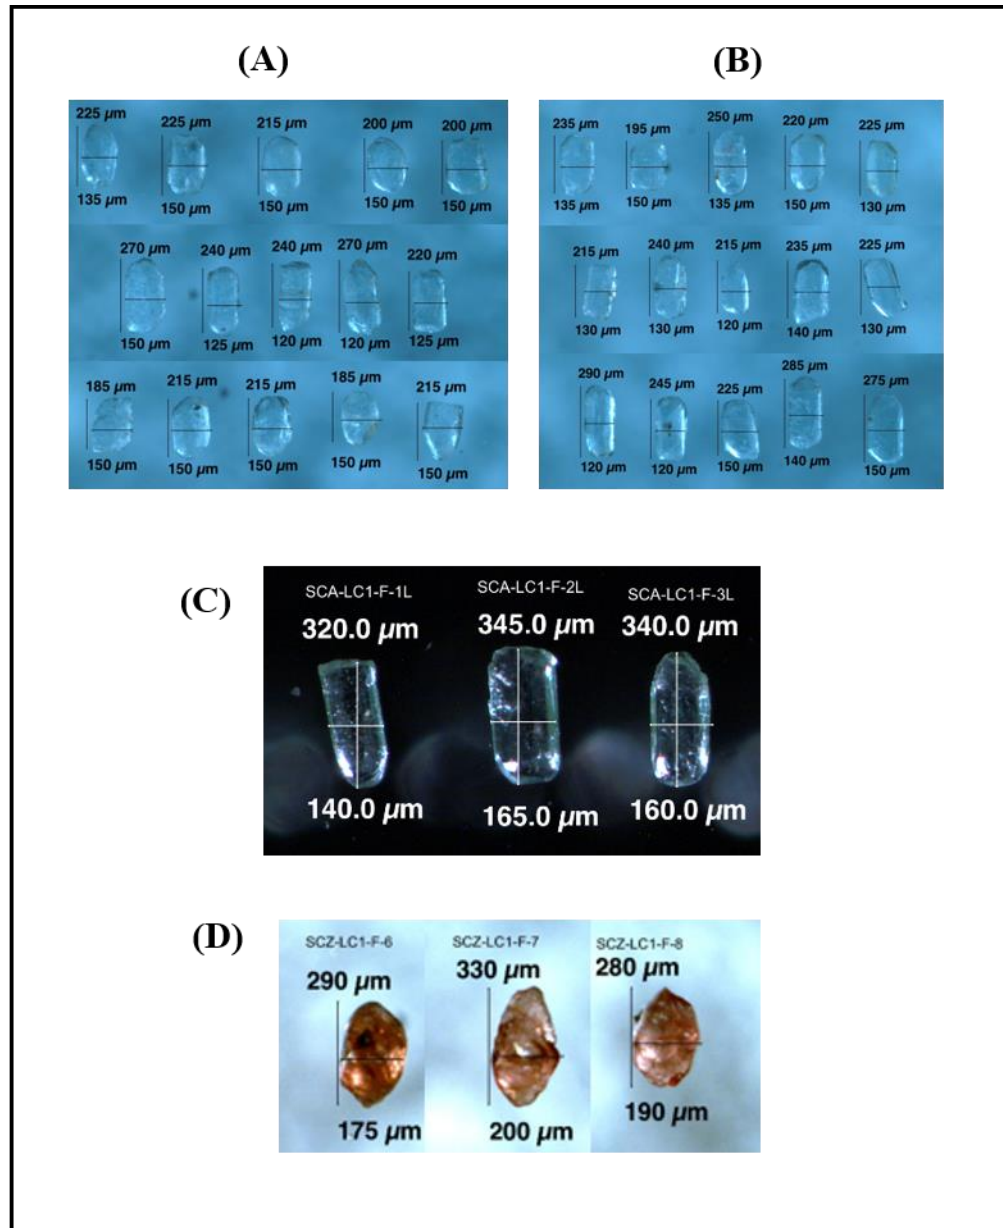 (A)
(B)
225 µm 225 µm 215 µm 200 µm 200 µm
135 µm 150 µm 150 µm 150 µm 150 µm
270 µm 240 µm 240 µm 270 µm 220 µm
150 µm 125 µm 120 µm 120 µm 125 µm
185 µm 215 µm 215 µm 185 µm 215 µm
150 µm 150 µm 150 µm 150 µm 150 µm
235 µm 195 µm 250 µm 220 µm 225 µm
135 µm 150 µm 135 µm 150 µm 130 µm
215 µm 240 µm 215 µm 235 µm 225 µm
130 µm 130 µm 120 µm 140 µm 130 µm
290 µm 245 µm 225 µm 285 µm 275 µm
120 µm 120 µm 150 µm 140 µm 150 µm
(C)
SCA-LC1-F-1L SCA-LC1-F-2L SCA-LC1-F-3L
320.0 µm 345.0 µm 340.0 µm
140.0 µm 165.0 µm 160.0 µm
(D)
SCZ-LC1-F-6 SCZ-LC1-F-7 SCZ-LC1-F-8
290 µm 330 µm 280 µm
175 µm 200 µm 190 µm